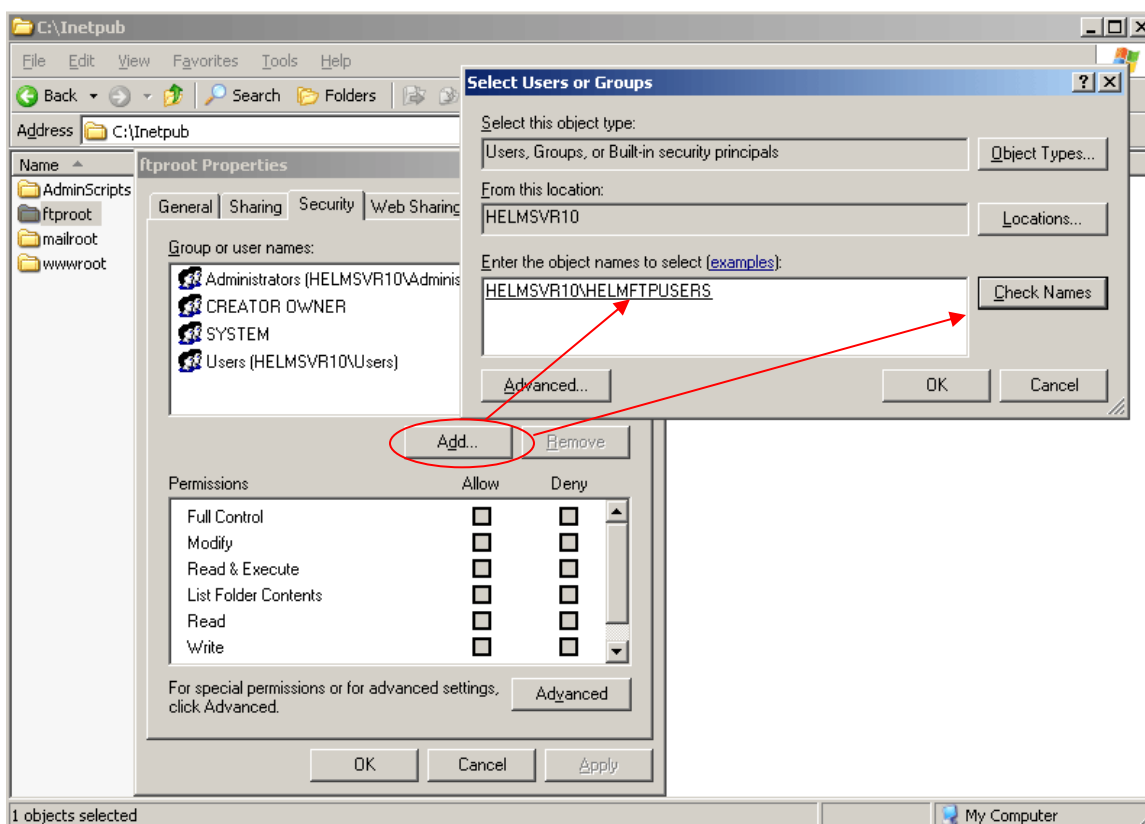 C:\Inetpub
File Edit View Favorites Tools Help
Back Search Folders
Address C:\Inetpub
Name
AdminScripts
ftproot
mailroot
wwwroot
ftproot Properties
General Sharing Security Web Sharing
Group or user names:
Administrators (HELMSVR10\Adminis
CREATOR OWNER
SYSTEM
Users (HELMSVR10\Users)
Add... Remove
Permissions Allow Deny
Full Control
Modify
Read & Execute
List Folder Contents
Read
Write
For special permissions or for advanced settings,
click Advanced.
Advanced
OK Cancel Apply
Select Users or Groups
Select this object type:
Users, Groups, or Built-in security principals
Object Types...
From this location:
HELMSVR10
Locations...
Enter the object names to select (examples):
HELMSVR10\HELMFTPUSERS
Check Names
Advanced... OK Cancel
1 objects selected
My Computer